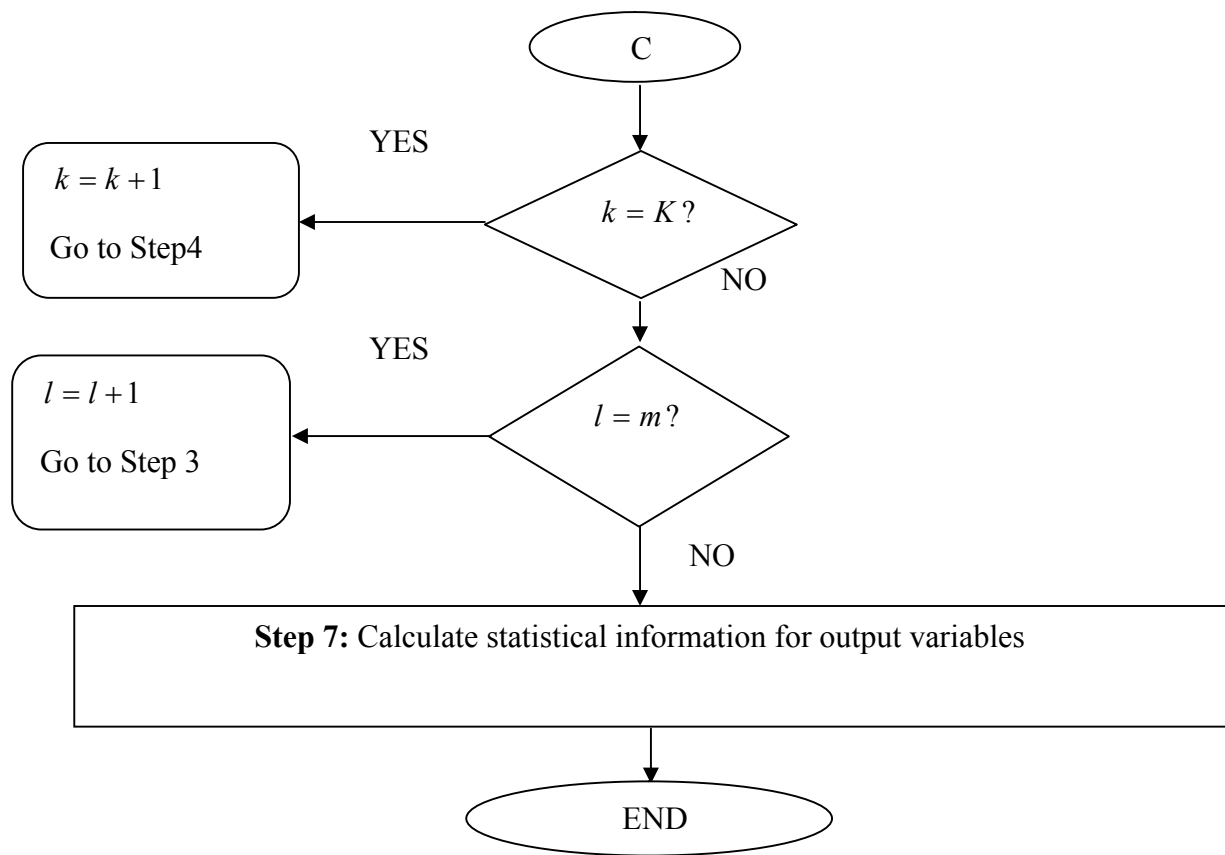 C
YES
k = k + 1
Go to Step4
k = K ?
NO
YES
l = l + 1
Go to Step 3
l = m ?
NO
Step 7: Calculate statistical information for output variables
END